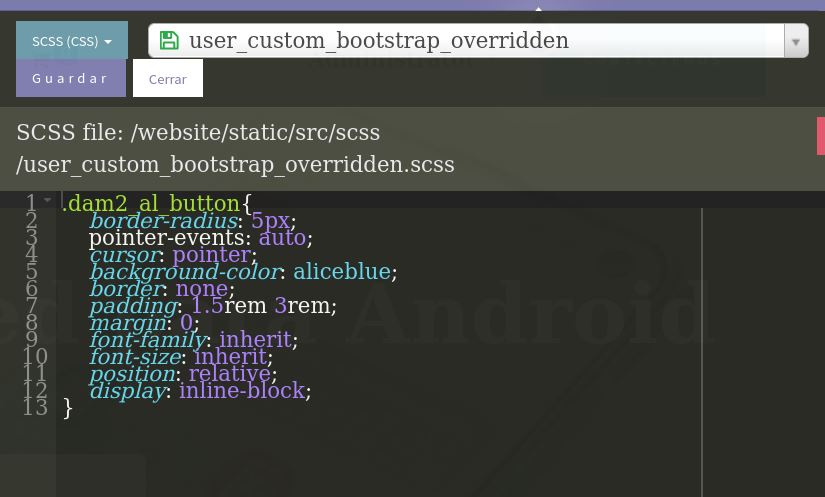 SCSS (CSS)
user_custom_bootstrap_overridden
Guardar
Cerrar
SCSS file: /website/static/src/scss
/user_custom_bootstrap_overridden.scss
1 .dam2_al_button{
2 border-radius: 5px;
3 pointer-events: auto;
4 cursor: pointer;
5 background-color: aliceblue;
6 border: none;
7 padding: 1.5rem 3rem;
8 margin: 0;
9 font-family: inherit;
10 font-size: inherit;
11 position: relative;
12 display: inline-block;
13 }
Android